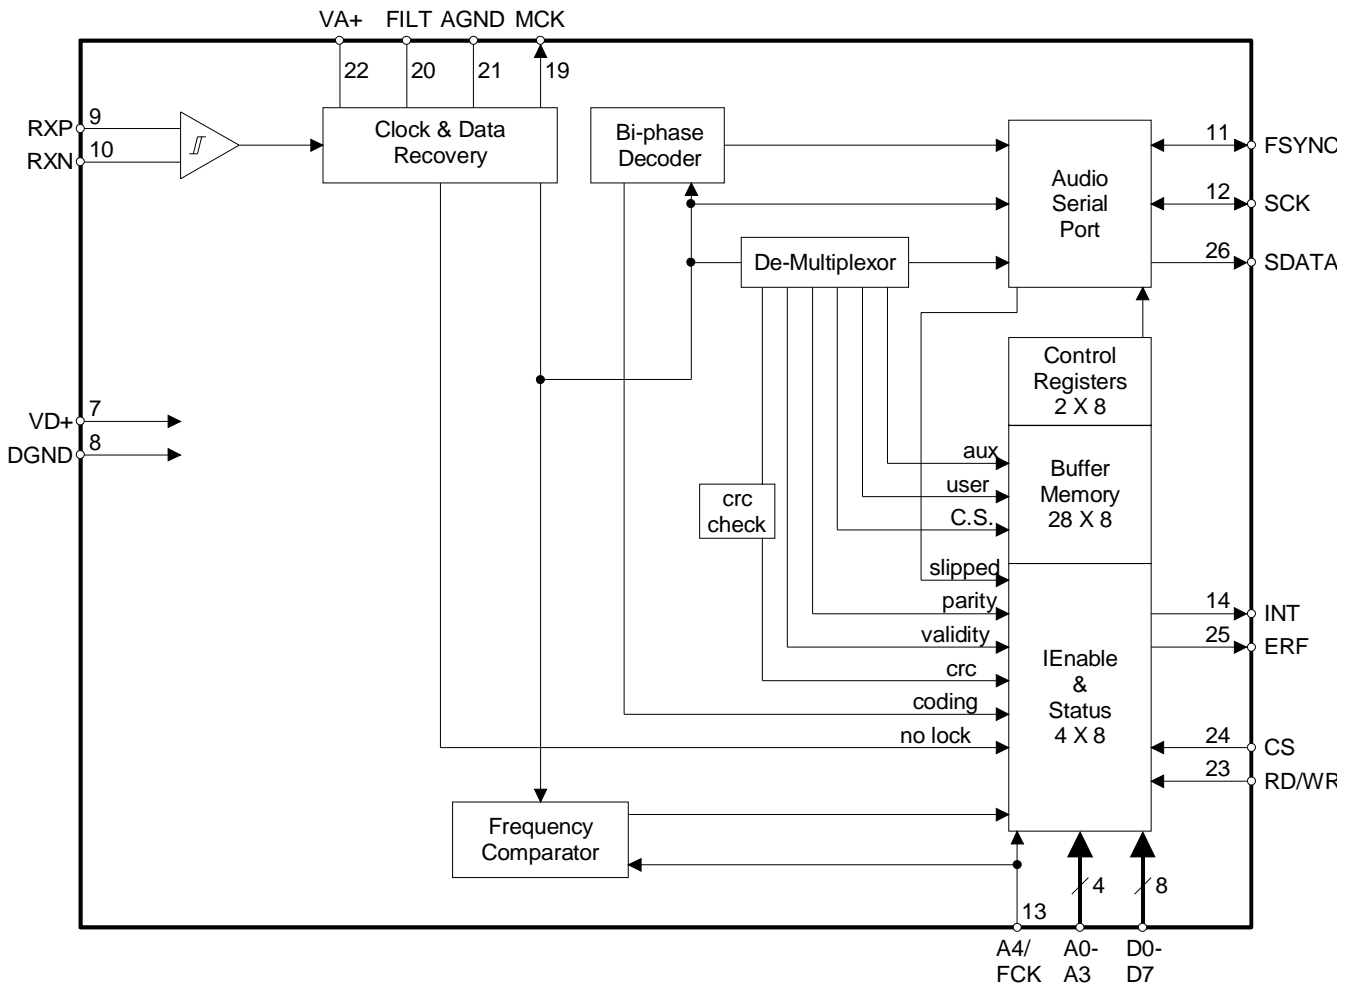 VA+ FILT AGND MCK
22 20 21 19
RXP 9
RXN 10
Clock & Data
Recovery
Bi-phase
Decoder
Audio
Serial
Port
11 FSYNC
12 SCK
26 SDATA
De-Multiplexor
Control
Registers
2 X 8
VD+ 7
DGND 8
aux
user
C.S.
Buffer
Memory
28 X 8
crc
check
slipped
parity
validity
crc
coding
no lock
IEnable
&
Status
4 X 8
14 INT
25 ERF
24 CS
23 RD/WR
Frequency
Comparator
13 4 8
A4/
FCK
A0-
A3
D0-
D7